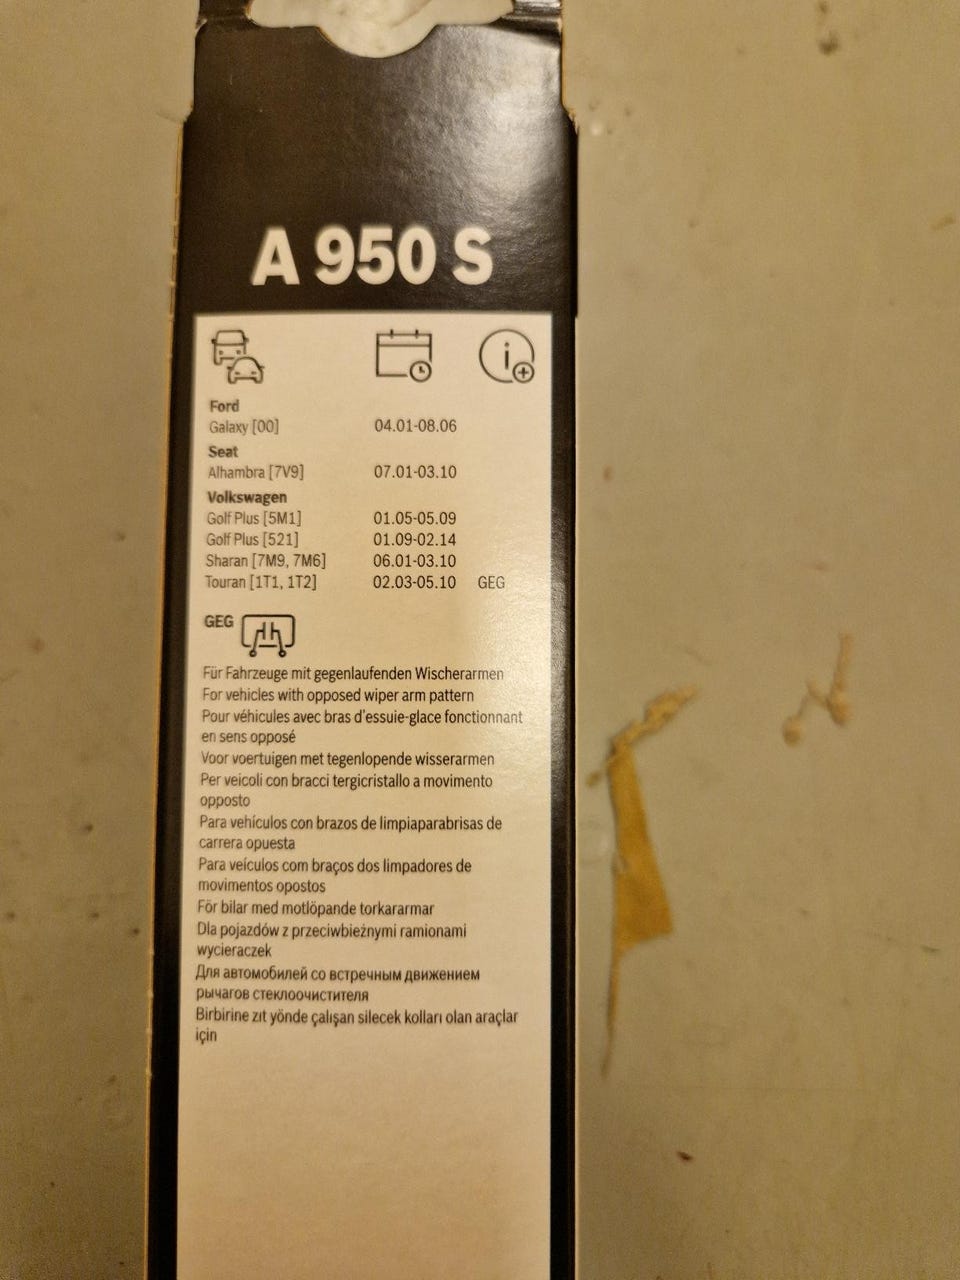 A 950 S
Ford
Galaxy [00] 04.01-08.06
Seat
Alhambra [7V9] 07.01-03.10
Volkswagen
Golf Plus [5M1] 01.05-05.09
Golf Plus [521] 01.09-02.14
Sharan [7M9, 7M6] 06.01-03.10
Touran [1T1, 1T2] 02.03-05.10 GEG
GEG
Für Fahrzeuge mit gegenlaufenden Wischerarmen
For vehicles with opposed wiper arm pattern
Pour véhicules avec bras d'essuie-glace fonctionnant
en sens opposé
Voor voertuigen met tegenlopende wisserarmen
Per veicoli con bracci tergicristallo a movimento
opposto
Para vehículos con brazos de limpiaparabrisas de
carrera opuesta
Para veículos com braços dos limpadores de
movimentos opostos
För bilar med motlöpande torkararmar
Dla pojazdów z przeciwbieżnymi ramionami
wycieraczek
Для автомобилей со встречным движением
рычагов стеклоочистителя
Birbirine zıt yönde çalışan silecek kolları olan araçlar
için